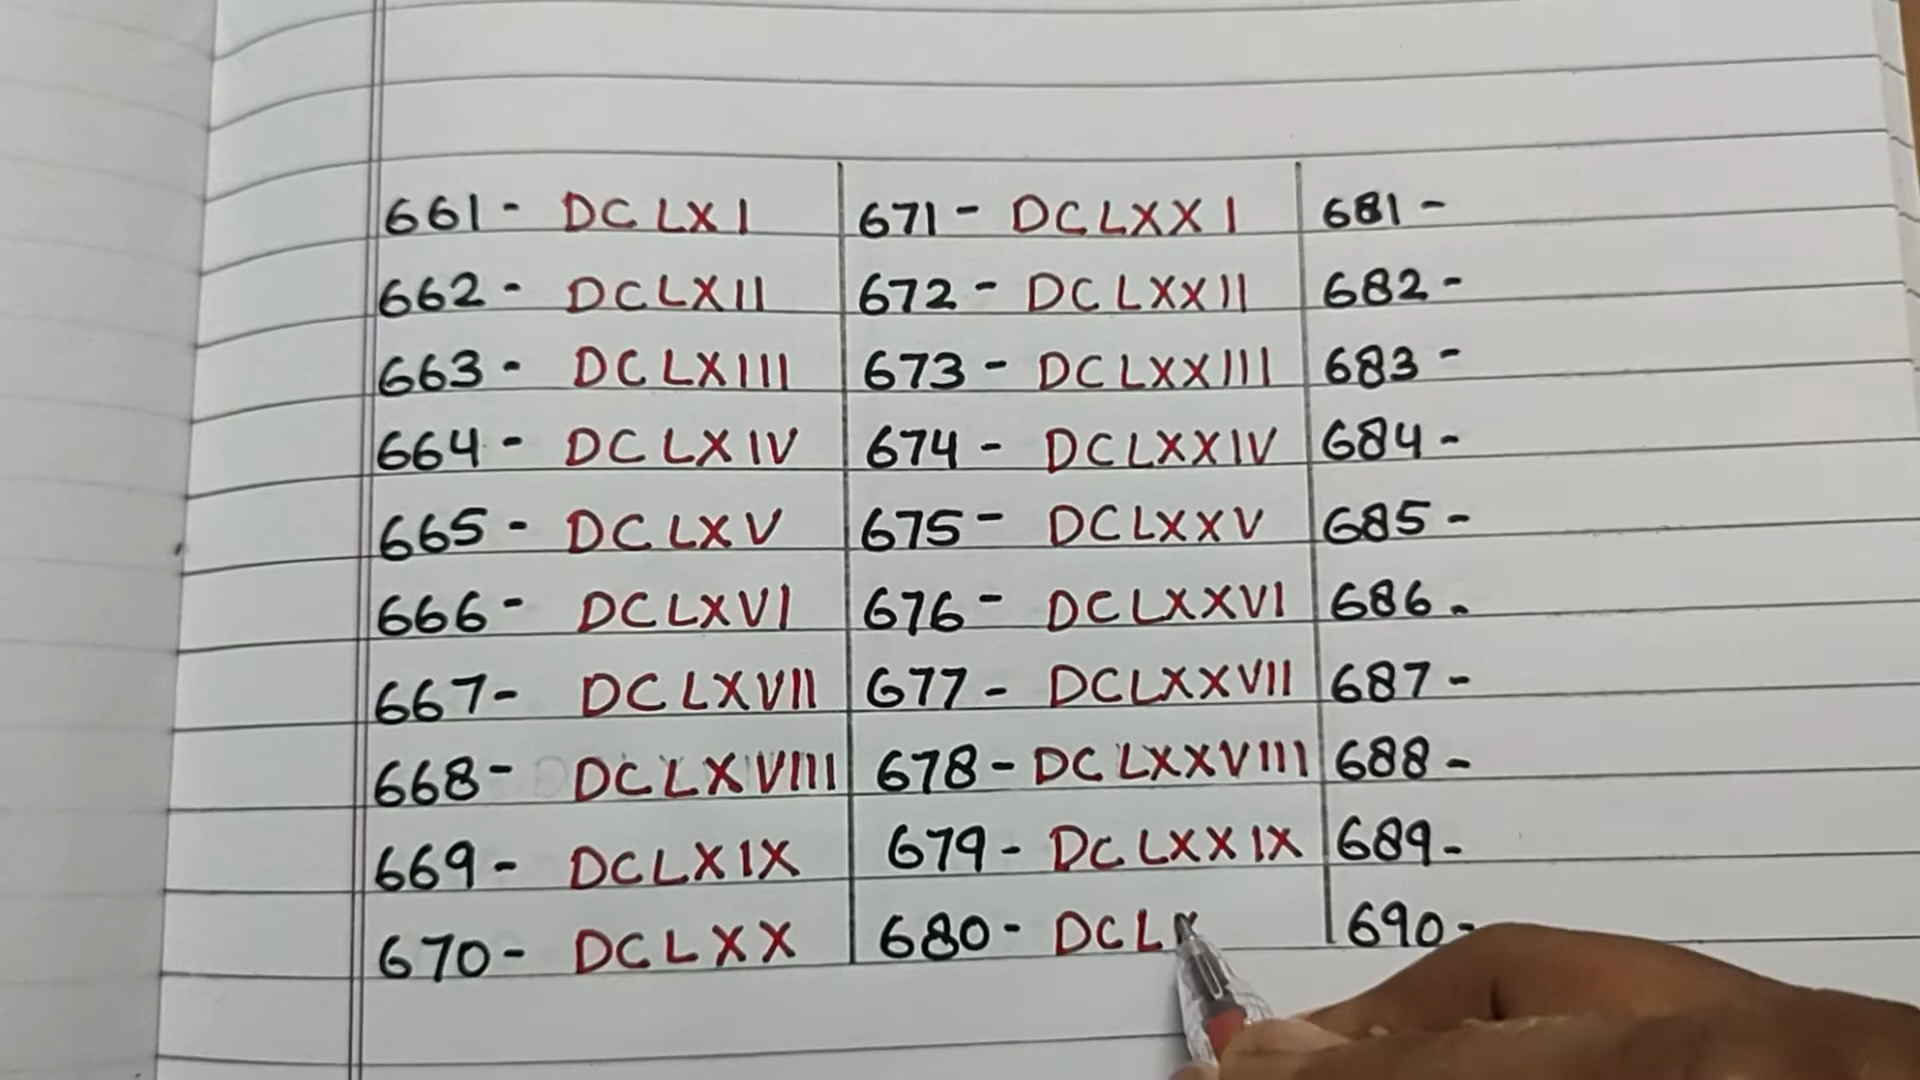 661 - DCLXI
662 - DCLXII
663 - DCLXIII
664 - DCLXIV
665 - DCLXV
666 - DCLXVI
667 - DCLXVII
668 - DCLXVIII
669 - DCLXIX
670 - DCLXX
671 - DCLXXI
672 - DCLXXII
673 - DCLXXIII
674 - DCLXXIV
675 - DCLXXV
676 - DCLXXVI
677 - DCLXXVII
678 - DCLXXVIII
679 - DCLXXIX
680 - DCLX
681 -
682 -
683 -
684 -
685 -
686 -
687 -
688 -
689 -
690 -